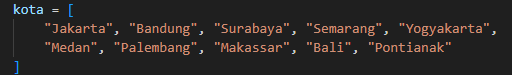 kota = [
    "Jakarta", "Bandung", "Surabaya", "Semarang", "Yogyakarta",
    "Medan", "Palembang", "Makassar", "Bali", "Pontianak"
]